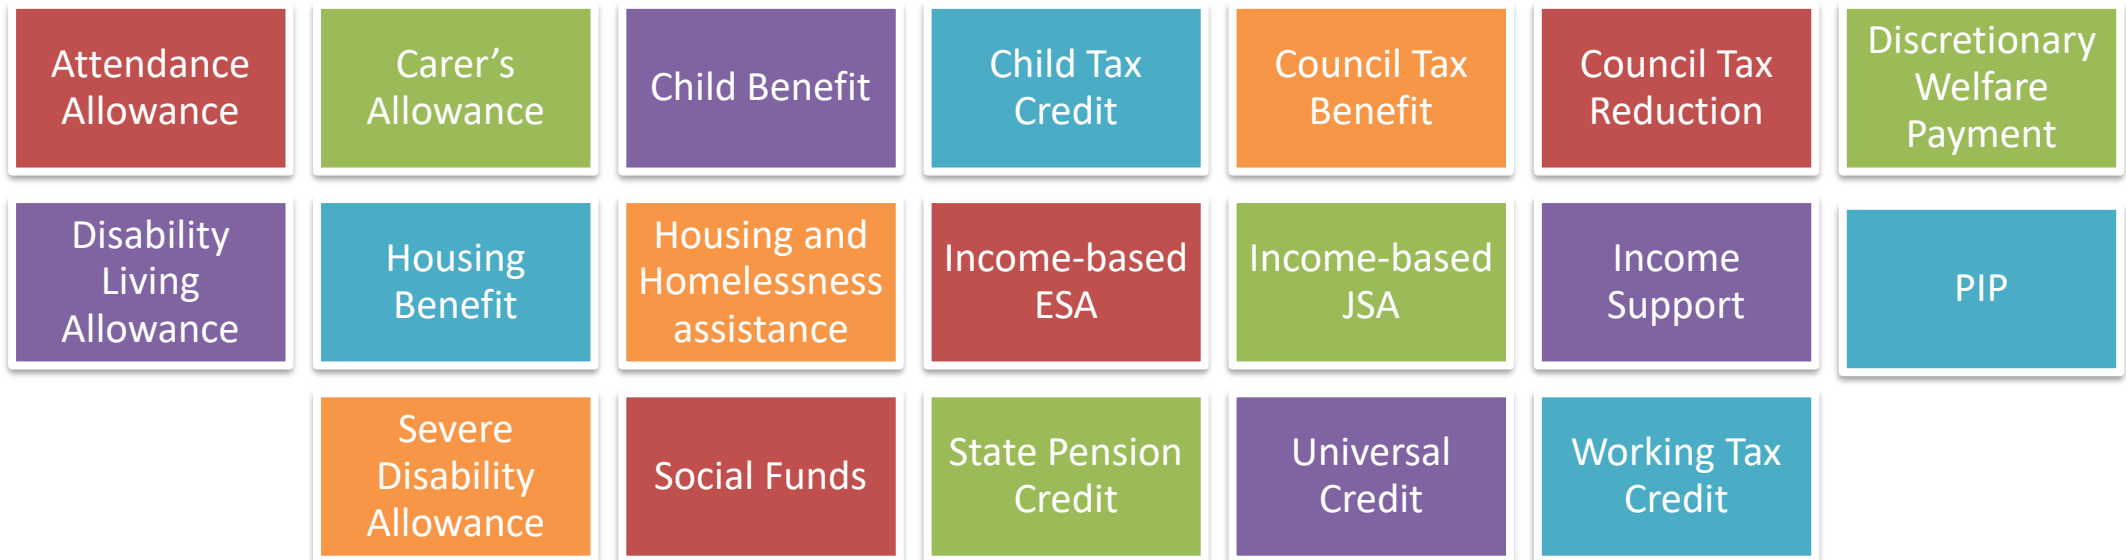 Attendance
Allowance
Carer’s
Allowance
Child Benefit
Child Tax
Credit
Council Tax
Benefit
Council Tax
Reduction
Discretionary
Welfare
Payment
Disability
Living
Allowance
Housing
Benefit
Housing and
Homelessness
assistance
Income-based
ESA
Income-based
JSA
Income
Support
PIP
Severe
Disability
Allowance
Social Funds
State Pension
Credit
Universal
Credit
Working Tax
Credit